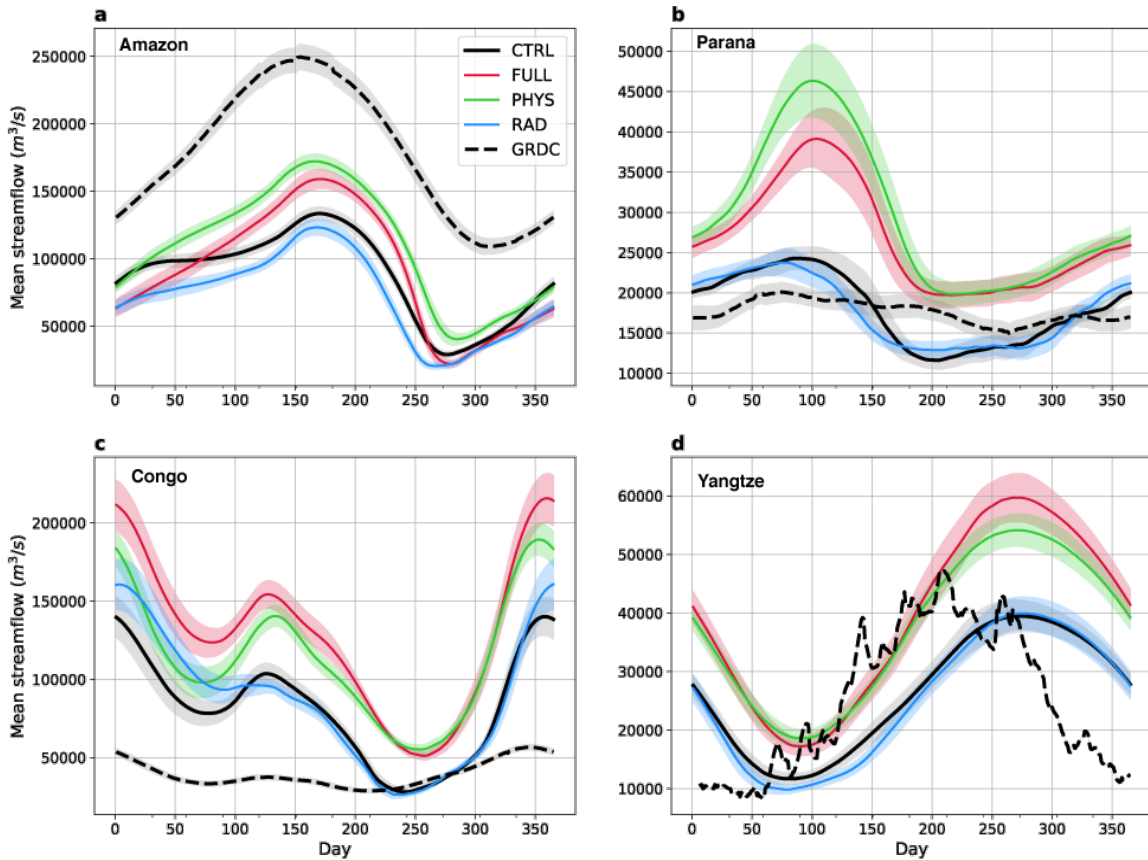 a
Amazon
CTRL
FULL
PHYS
RAD
GRDC
250000
200000
150000
100000
50000
Mean streamflow (m³/s)
0 50 100 150 200 250 300 350
b
Parana
50000
45000
40000
35000
30000
25000
20000
15000
10000
0 50 100 150 200 250 300 350
c
Congo
200000
150000
100000
50000
Mean streamflow (m³/s)
0 50 100 150 200 250 300 350
Day
d
Yangtze
60000
50000
40000
30000
20000
10000
0 50 100 150 200 250 300 350
Day